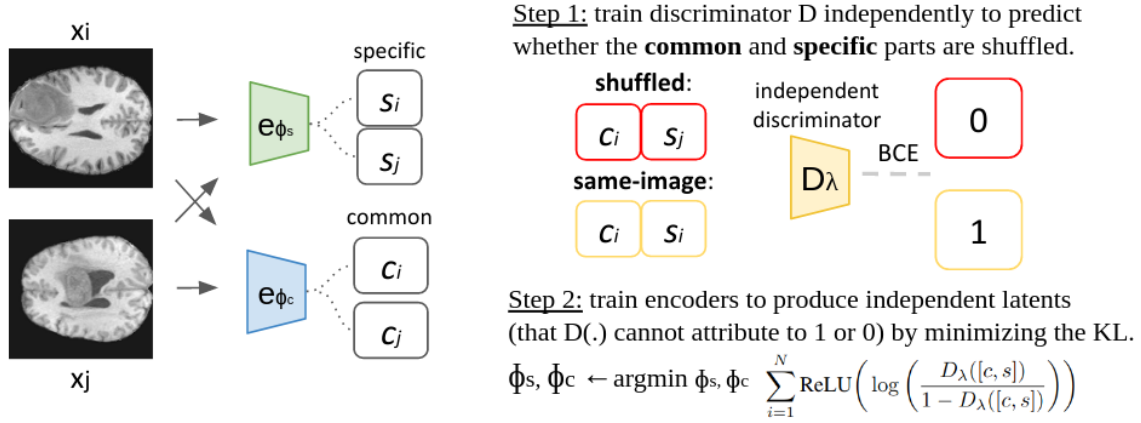 xi
specific
eϕs
si
sj
common
eϕc
ci
cj
xj
Step 1: train discriminator D independently to predict
whether the common and specific parts are shuffled.
shuffled:
ci sj
same-image:
ci si
independent
discriminator
Dλ
BCE
0
1
Step 2: train encoders to produce independent latents
(that D(.) cannot attribute to 1 or 0) by minimizing the KL.
ϕs, ϕc ← argmin ϕs, ϕc ∑_{i=1}^{N} ReLU( log( Dλ([c, s]) / (1 − Dλ([c, s])) ) )